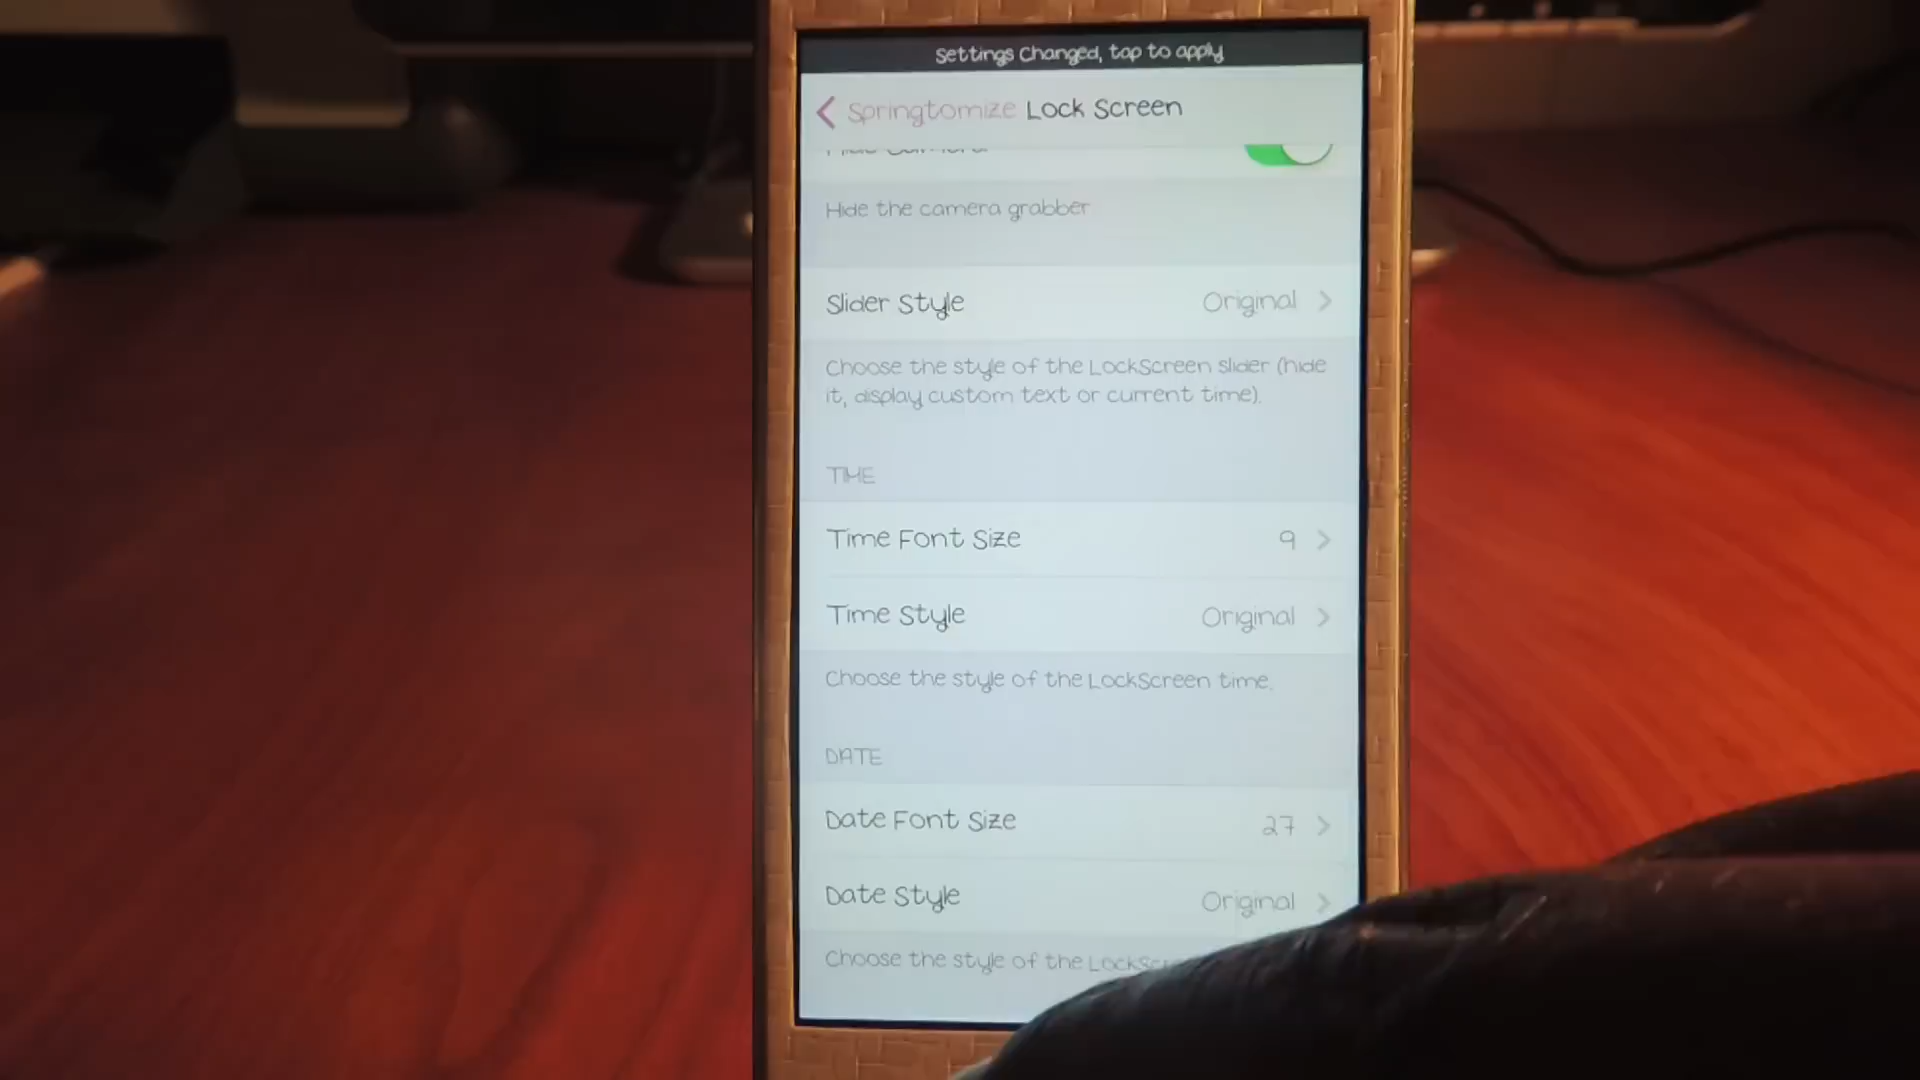 Settings Changed, tap to apply
Springtomize Lock Screen
Hide Camera
Hide the camera grabber
Slider Style Original
Choose the style of the LockScreen slider (hide
it, display custom text or current time).
TIME
Time Font Size 9
Time Style Original
Choose the style of the LockScreen time.
DATE
Date Font Size 27
Date Style Original
Choose the style of the